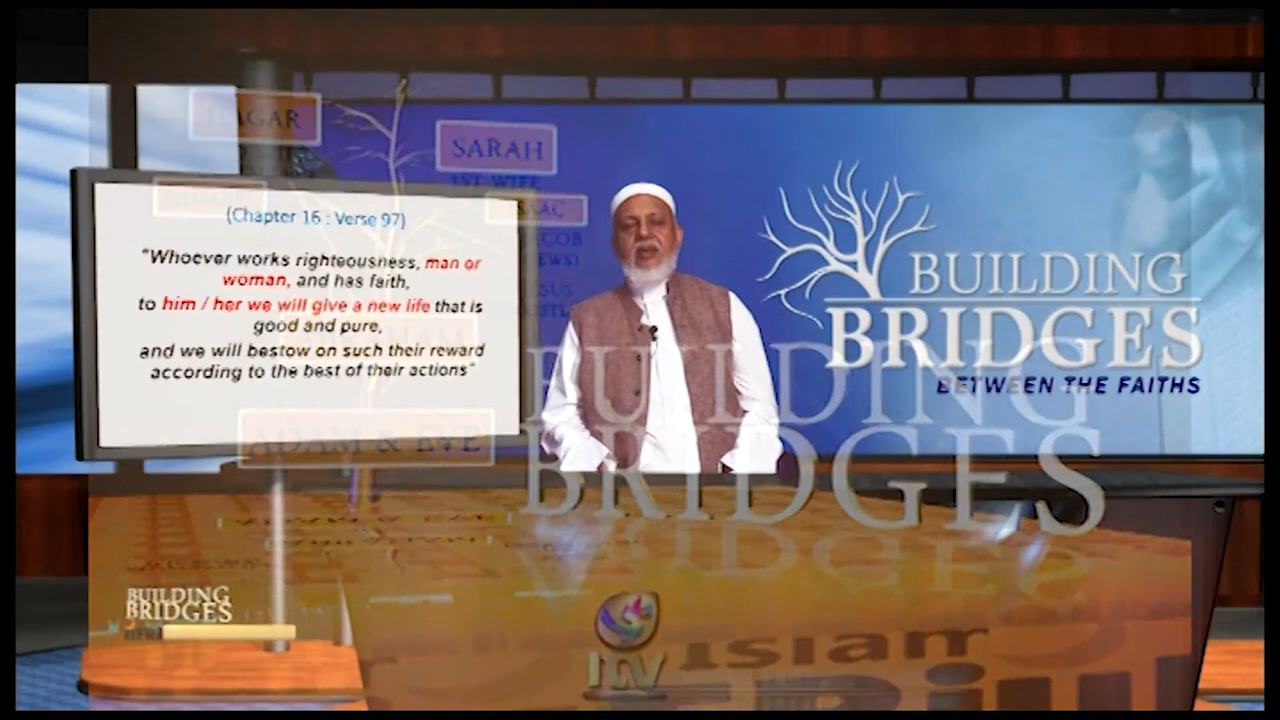 HAGAR
SARAH
1ST WIFE
(Chapter 16 : Verse 97)
"Whoever works righteousness, man or
woman, and has faith,
to him / her we will give a new life that is
good and pure,
and we will bestow on such their reward
according to the best of their actions"
ADAM & EVE
BUILDING
BRIDGES
BETWEEN THE FAITHS
BUILDING
BRIDGES
BUILDING
BRIDGES
ITV
Islam